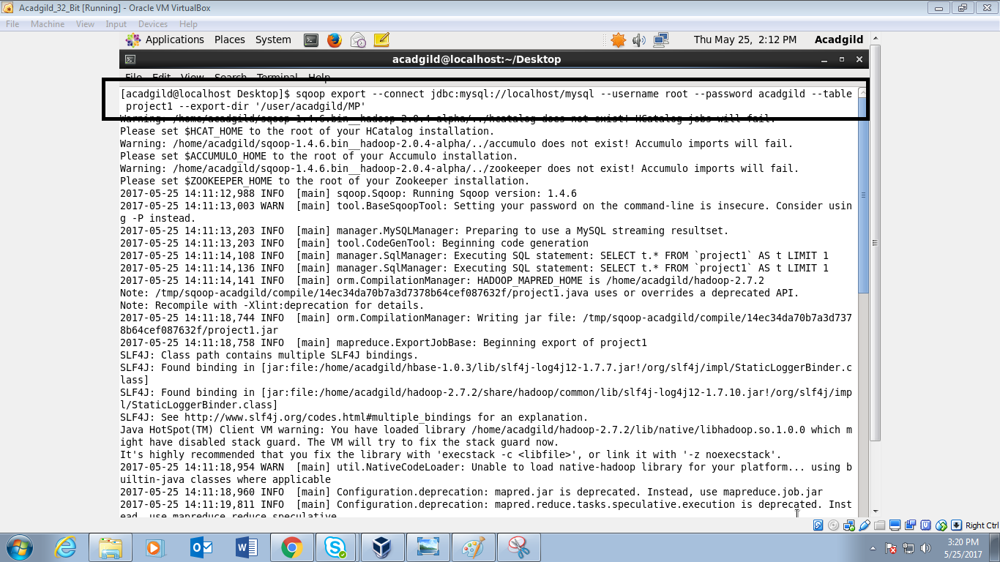 Acadgild_32_Bit [Running] - Oracle VM VirtualBox
File Machine View Input Devices Help
Applications Places System Thu May 25, 2:12 PM Acadgild
acadgild@localhost:~/Desktop
File Edit View Search Terminal Help
[acadgild@localhost Desktop]$ sqoop export --connect jdbc:mysql://localhost/mysql --username root --password acadgild --table
project1 --export-dir '/user/acadgild/MP'
Warning: /home/acadgild/sqoop-1.4.6.bin__hadoop-2.0.4-alpha/../hcatalog does not exist! HCatalog jobs will fail.
Please set $HCAT_HOME to the root of your HCatalog installation.
Warning: /home/acadgild/sqoop-1.4.6.bin__hadoop-2.0.4-alpha/../accumulo does not exist! Accumulo imports will fail.
Please set $ACCUMULO_HOME to the root of your Accumulo installation.
Warning: /home/acadgild/sqoop-1.4.6.bin__hadoop-2.0.4-alpha/../zookeeper does not exist! Accumulo imports will fail.
Please set $ZOOKEEPER_HOME to the root of your Zookeeper installation.
2017-05-25 14:11:12,988 INFO  [main] sqoop.Sqoop: Running Sqoop version: 1.4.6
2017-05-25 14:11:13,003 WARN  [main] tool.BaseSqoopTool: Setting your password on the command-line is insecure. Consider usin
g -P instead.
2017-05-25 14:11:13,203 INFO  [main] manager.MySQLManager: Preparing to use a MySQL streaming resultset.
2017-05-25 14:11:13,203 INFO  [main] tool.CodeGenTool: Beginning code generation
2017-05-25 14:11:14,108 INFO  [main] manager.SqlManager: Executing SQL statement: SELECT t.* FROM `project1` AS t LIMIT 1
2017-05-25 14:11:14,136 INFO  [main] manager.SqlManager: Executing SQL statement: SELECT t.* FROM `project1` AS t LIMIT 1
2017-05-25 14:11:14,141 INFO  [main] orm.CompilationManager: HADOOP_MAPRED_HOME is /home/acadgild/hadoop-2.7.2
Note: /tmp/sqoop-acadgild/compile/14ec34da70b7a3d7378b64cef087632f/project1.java uses or overrides a deprecated API.
Note: Recompile with -Xlint:deprecation for details.
2017-05-25 14:11:18,744 INFO  [main] orm.CompilationManager: Writing jar file: /tmp/sqoop-acadgild/compile/14ec34da70b7a3d737
8b64cef087632f/project1.jar
2017-05-25 14:11:18,758 INFO  [main] mapreduce.ExportJobBase: Beginning export of project1
SLF4J: Class path contains multiple SLF4J bindings.
SLF4J: Found binding in [jar:file:/home/acadgild/hbase-1.0.3/lib/slf4j-log4j12-1.7.7.jar!/org/slf4j/impl/StaticLoggerBinder.c
lass]
SLF4J: Found binding in [jar:file:/home/acadgild/hadoop-2.7.2/share/hadoop/common/lib/slf4j-log4j12-1.7.10.jar!/org/slf4j/imp
l/StaticLoggerBinder.class]
SLF4J: See http://www.slf4j.org/codes.html#multiple_bindings for an explanation.
Java HotSpot(TM) Client VM warning: You have loaded library /home/acadgild/hadoop-2.7.2/lib/native/libhadoop.so.1.0.0 which m
ight have disabled stack guard. The VM will try to fix the stack guard now.
It's highly recommended that you fix the library with 'execstack -c <libfile>', or link it with '-z noexecstack'.
2017-05-25 14:11:18,954 WARN  [main] util.NativeCodeLoader: Unable to load native-hadoop library for your platform... using b
uiltin-java classes where applicable
2017-05-25 14:11:18,960 INFO  [main] Configuration.deprecation: mapred.jar is deprecated. Instead, use mapreduce.job.jar
2017-05-25 14:11:19,811 INFO  [main] Configuration.deprecation: mapred.reduce.tasks.speculative.execution is deprecated. Inst
ead, use mapreduce.reduce.speculative
Right Ctrl
3:20 PM
5/25/2017